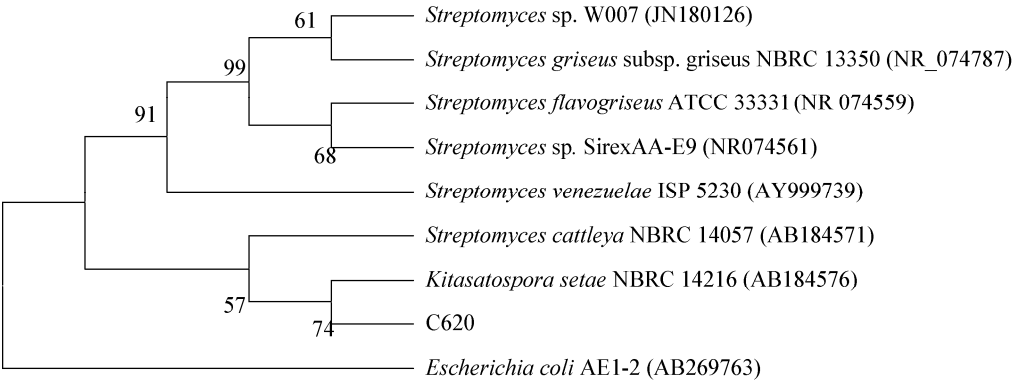 61
Streptomyces sp. W007 (JN180126)
99
Streptomyces griseus subsp. griseus NBRC 13350 (NR_074787)
91
Streptomyces flavogriseus ATCC 33331 (NR 074559)
68
Streptomyces sp. SirexAA-E9 (NR074561)
Streptomyces venezuelae ISP 5230 (AY999739)
Streptomyces cattleya NBRC 14057 (AB184571)
57
Kitasatospora setae NBRC 14216 (AB184576)
74
C620
Escherichia coli AE1-2 (AB269763)